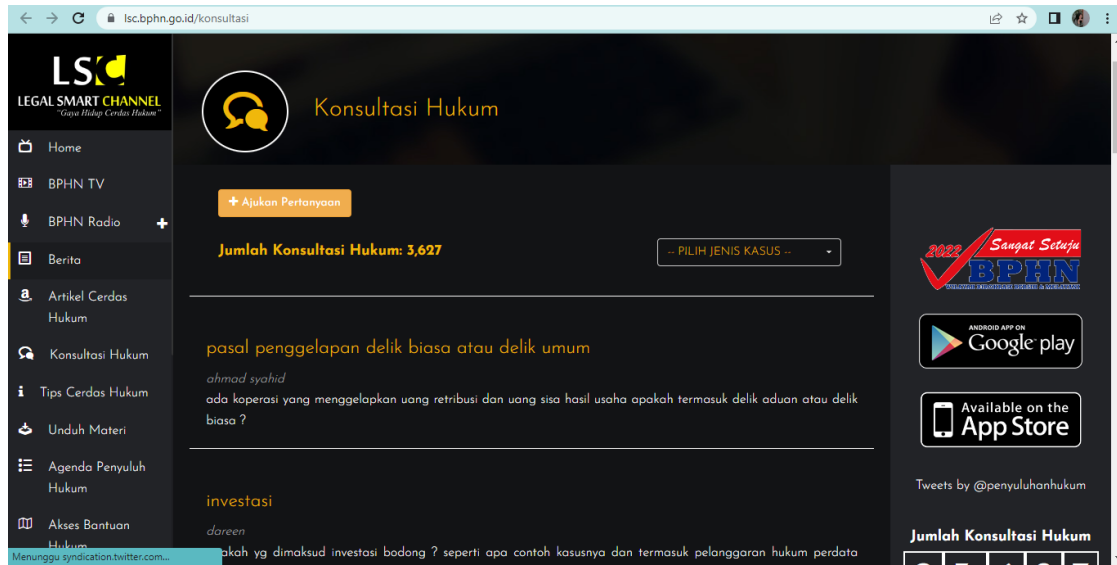 lsc.bphn.go.id/konsultasi
LSC
LEGAL SMART CHANNEL
"Gaya Hidup Cerdas Hukum"
Home
BPHN TV
BPHN Radio
Berita
Artikel Cerdas
Hukum
Konsultasi Hukum
Tips Cerdas Hukum
Unduh Materi
Agenda Penyuluh
Hukum
Akses Bantuan
Hukum
Menunggu syndication.twitter.com...
Konsultasi Hukum
+ Ajukan Pertanyaan
Jumlah Konsultasi Hukum: 3,627
-- PILIH JENIS KASUS --
pasal penggelapan delik biasa atau delik umum
ahmad syahid
ada koperasi yang menggelapkan uang retribusi dan uang sisa hasil usaha apakah termasuk delik aduan atau delik
biasa ?
investasi
dareen
yg dimaksud investasi bodong ? seperti apa contoh kasusnya dan termasuk pelanggaran hukum perdata
2022 Sangat Setuju
BPHN
ANDROID APP ON
Google play
Available on the
App Store
Tweets by @penyuluhanhukum
Jumlah Konsultasi Hukum